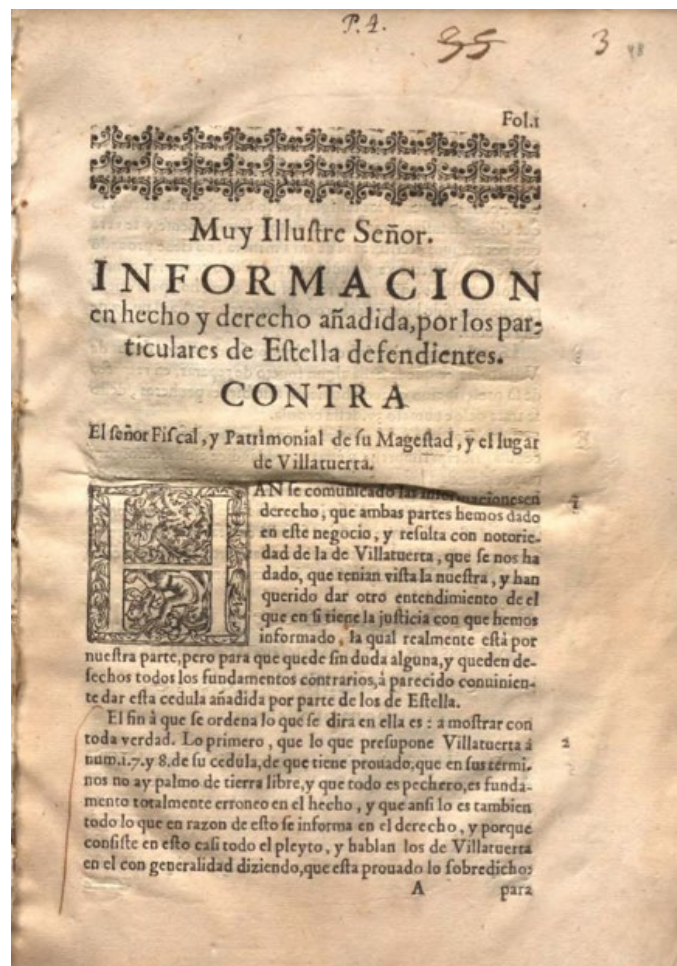 P. 4.
35
3
48
Fol.1
Muy Illuſtre Señor.
INFORMACION
en hecho y derecho añadida, por los par-
ticulares de Eſtella defendientes.
CONTRA
El ſeñor Fiſcal, y Patrimonial de ſu Mageſtad, y el lugar
de Villatuerta.
HAN ſe comunicado las informaciones en
derecho, que ambas partes hemos dado
en eſte negocio, y reſulta con notorie-
dad de la de Villatuerta, que ſe nos ha
dado, que tenian viſta la nueſtra, y han
querido dar otro entendimiento de el
que en ſi tiene la juſticia con que hemos
informado, la qual realmente eſtà por
nueſtra parte, pero para que quede ſin duda alguna, y queden de-
ſechos todos los fundamentos contrarios, à parecido conuinien-
te dar eſta cedula añadida por parte de los de Eſtella.
El fin à que ſe ordena lo que ſe dira en ella es: a moſtrar con
toda verdad. Lo primero, que lo que preſupone Villatuerta á
num.1.7.y 8.de ſu cedula, de que tiene prouado, que en ſus termi-
nos no ay palmo de tierra libre, y que todo es pechero, es funda-
mento totalmente erroneo en el hecho, y que anſi lo es tambien
todo lo que en razon de eſto ſe informa en el derecho, y porque
conſiſte en eſto caſi todo el pleyto, y hablan los de Villatuerta
en el con generalidad diziendo, que eſta prouado lo ſobredicho:
A para
1
2